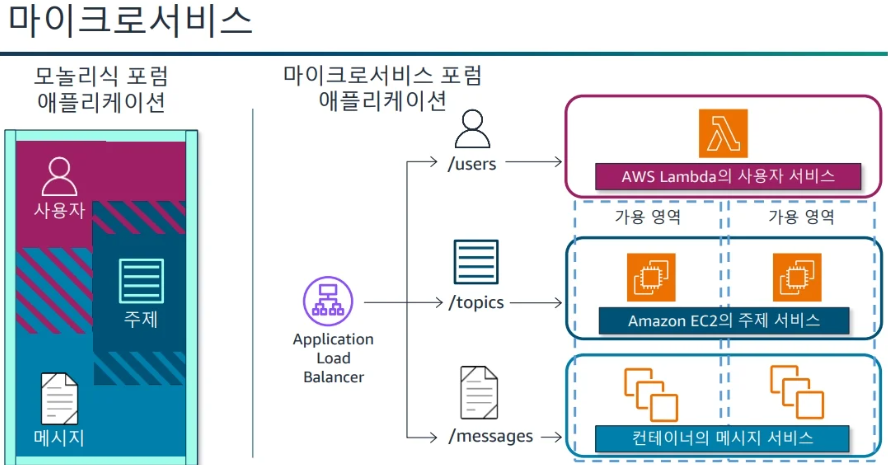 마이크로서비스
모놀리식 포럼
애플리케이션
사용자
주제
메시지
마이크로서비스 포럼
애플리케이션
Application
Load
Balancer
/users
/topics
/messages
AWS Lambda의 사용자 서비스
가용 영역
가용 영역
Amazon EC2의 주제 서비스
컨테이너의 메시지 서비스